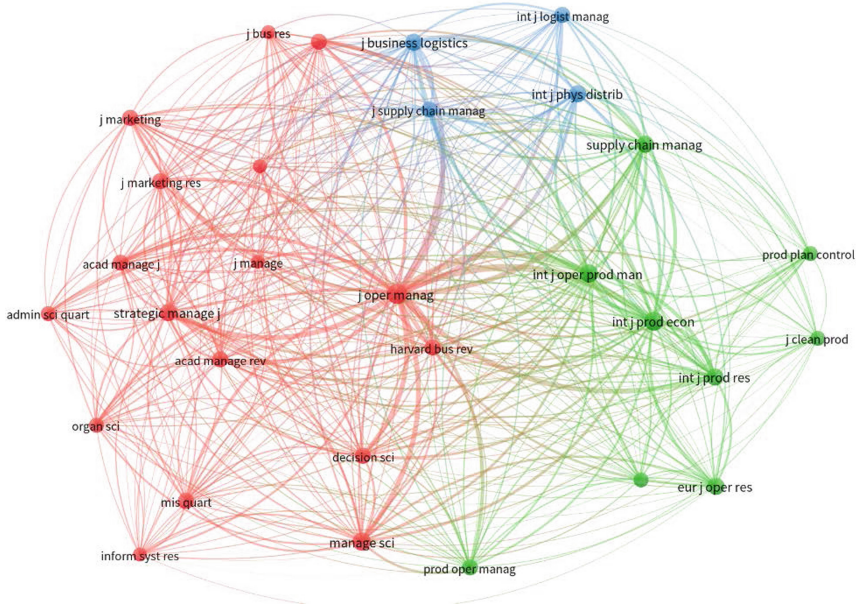 int j logist manag
j bus res
j business logistics
int j phys distrib
j supply chain manag
j marketing
supply chain manag
j marketing res
prod plan control
acad manage j
j manage
int j oper prod man
j oper manag
admin sci quart
strategic manage j
int j prod econ
j clean prod
harvard bus rev
acad manage rev
int j prod res
organ sci
decision sci
eur j oper res
mis quart
manage sci
inform syst res
prod oper manag